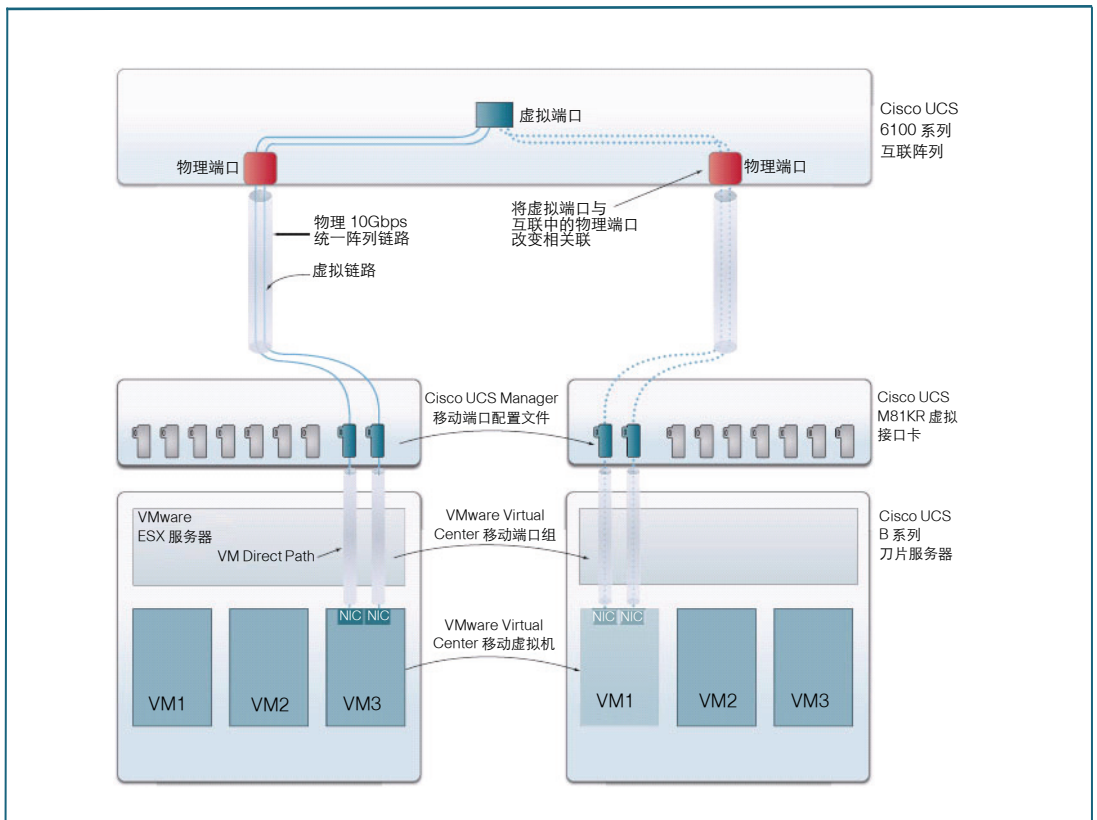 虚拟端口
Cisco UCS
6100 系列
互联阵列
物理端口
物理端口
物理 10Gbps
统一阵列链路
将虚拟端口与
互联中的物理端口
改变相关联
虚拟链路
Cisco UCS Manager
移动端口配置文件
Cisco UCS
M81KR 虚拟
接口卡
VMware
ESX 服务器
VM Direct Path
VMware Virtual
Center 移动端口组
Cisco UCS
B 系列
刀片服务器
NIC NIC
NIC NIC
VMware Virtual
Center 移动虚拟机
VM1
VM2
VM3
VM1
VM2
VM3